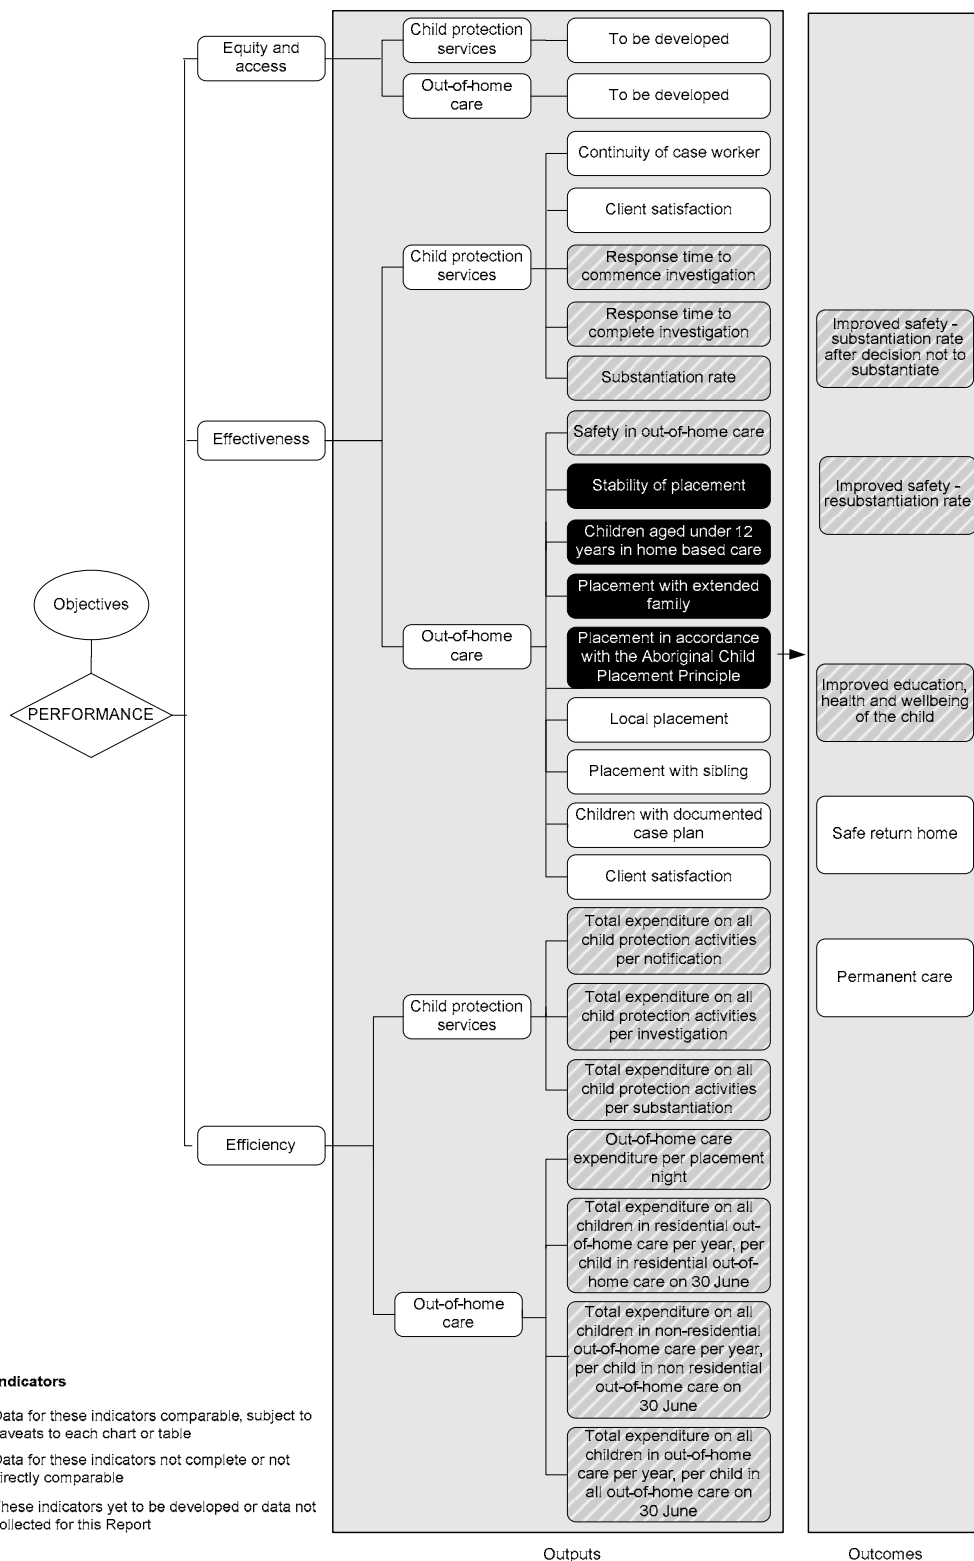 Equity and
access
Child protection
services
To be developed
Out-of-home
care
To be developed
Continuity of case worker
Client satisfaction
Child protection
services
Response time to
commence investigation
Response time to
complete investigation
Substantiation rate
Effectiveness
Safety in out-of-home care
Stability of placement
Children aged under 12
years in home based care
Placement with extended
family
Out-of-home
care
Placement in accordance
with the Aboriginal Child
Placement Principle
Local placement
Placement with sibling
Children with documented
case plan
Client satisfaction
Objectives
PERFORMANCE
Total expenditure on all
child protection activities
per notification
Child protection
services
Total expenditure on all
child protection activities
per investigation
Total expenditure on all
child protection activities
per substantiation
Efficiency
Out-of-home care
expenditure per placement
night
Total expenditure on all
children in residential out-
of-home care per year, per
child in residential out-of-
home care on 30 June
Out-of-home
care
Total expenditure on all
children in non-residential
out-of-home care per year,
per child in non residential
out-of-home care on
30 June
Total expenditure on all
children in out-of-home
care per year, per child in
all out-of-home care on
30 June
Improved safety -
substantiation rate
after decision not to
substantiate
Improved safety -
resubstantiation rate
Improved education,
health and wellbeing
of the child
Safe return home
Permanent care
ndicators
Data for these indicators comparable, subject to
aveats to each chart or table
Data for these indicators not complete or not
irectly comparable
hese indicators yet to be developed or data not
ollected for this Report
Outputs
Outcomes